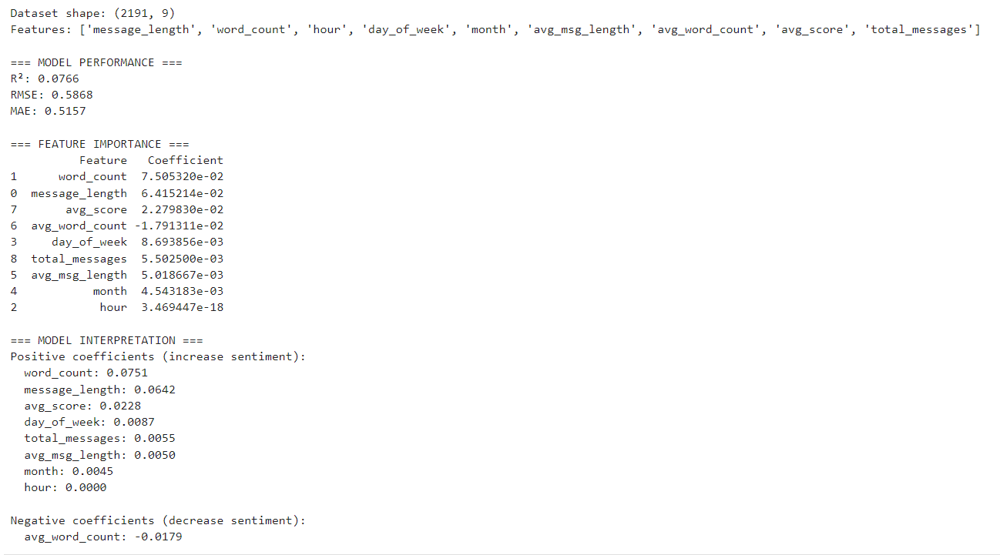 Dataset shape: (2191, 9)
Features: ['message_length', 'word_count', 'hour', 'day_of_week', 'month', 'avg_msg_length', 'avg_word_count', 'avg_score', 'total_messages']
=== MODEL PERFORMANCE ===
R²: 0.0766
RMSE: 0.5868
MAE: 0.5157
=== FEATURE IMPORTANCE ===
Feature Coefficient
1 word_count 7.505320e-02
0 message_length 6.415214e-02
7 avg_score 2.279830e-02
6 avg_word_count -1.791311e-02
3 day_of_week 8.693856e-03
8 total_messages 5.502500e-03
5 avg_msg_length 5.018667e-03
4 month 4.543183e-03
2 hour 3.469447e-18
=== MODEL INTERPRETATION ===
Positive coefficients (increase sentiment):
word_count: 0.0751
message_length: 0.0642
avg_score: 0.0228
day_of_week: 0.0087
total_messages: 0.0055
avg_msg_length: 0.0050
month: 0.0045
hour: 0.0000
Negative coefficients (decrease sentiment):
avg_word_count: -0.0179